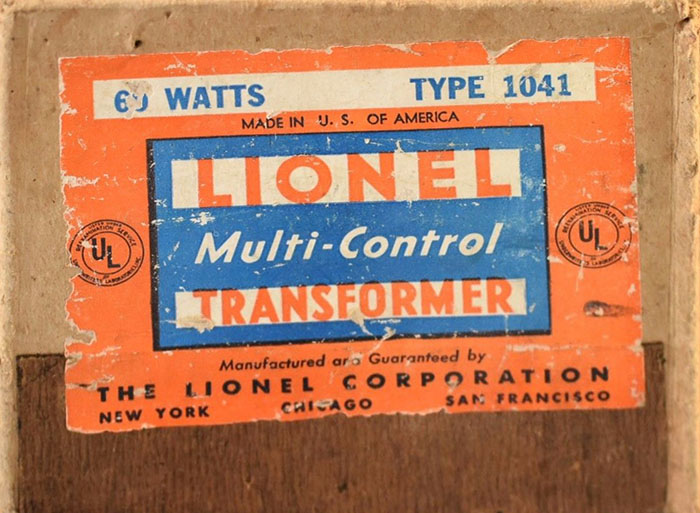 60 WATTS TYPE 1041
MADE IN U. S. OF AMERICA
LIONEL
Multi-Control
TRANSFORMER
UL
UL
Manufactured and Guaranteed by
THE LIONEL CORPORATION
NEW YORK CHICAGO SAN FRANCISCO